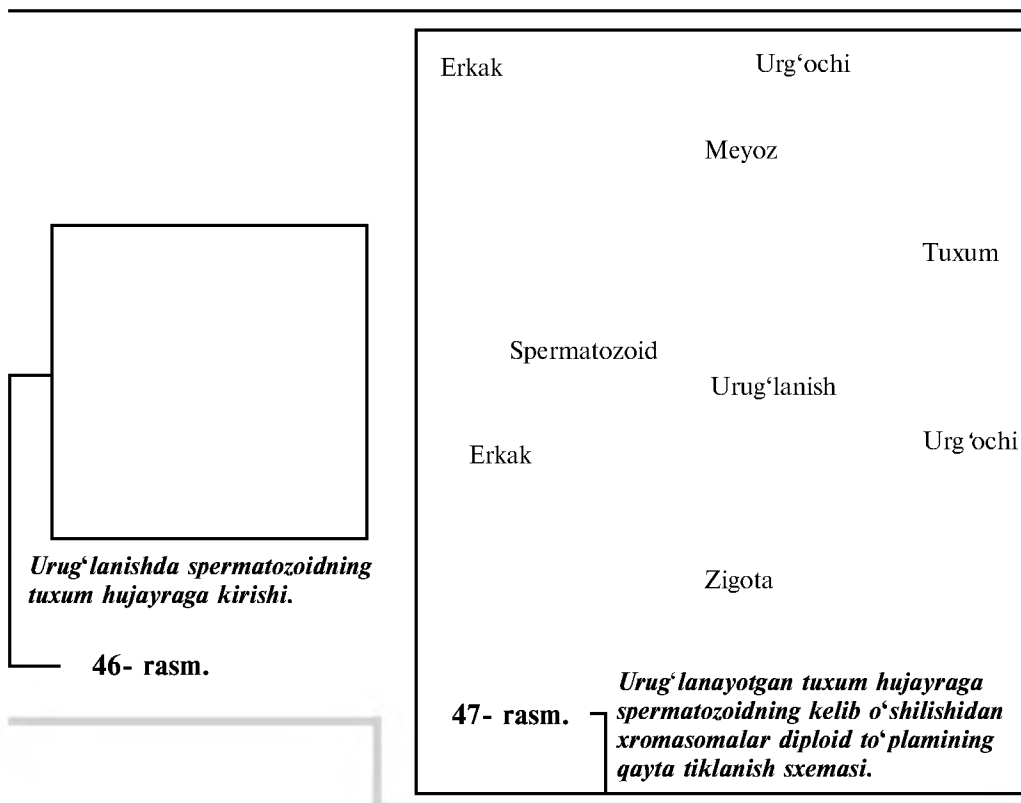 Erkak
Urg‘ochi
Meyoz
Tuxum
Spermatozoid
Urug‘lanish
Erkak
Urg‘ochi
Zigota
Urug‘lanishda spermatozoidning
tuxum hujayraga kirishi.
46- rasm.
47- rasm.
Urug‘lanayotgan tuxum hujayraga
spermatozoidning kelib o‘shilishidan
xromasomalar diploid to‘plamining
qayta tiklanish sxemasi.